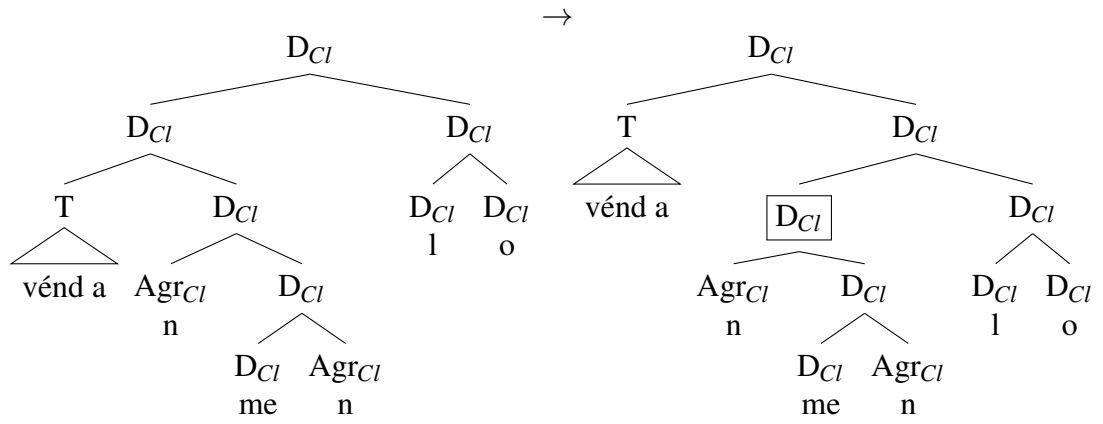 →
D_Cl D_Cl
D_Cl D_Cl T D_Cl
T D_Cl D_Cl D_Cl vénd a D_Cl D_Cl
vénd a Agr_Cl D_Cl l o Agr_Cl D_Cl D_Cl D_Cl
n n l o
D_Cl Agr_Cl D_Cl Agr_Cl
me n me n